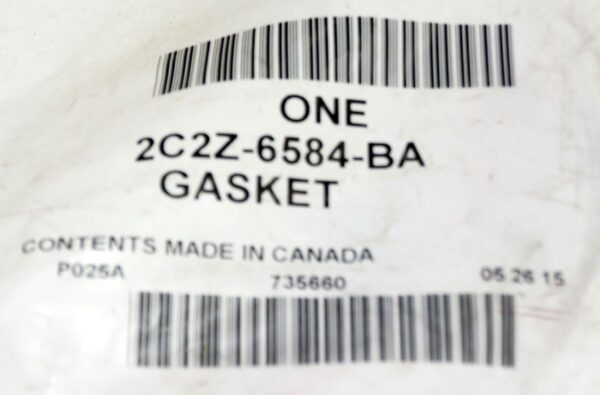 ONE
2C2Z-6584-BA
GASKET
CONTENTS MADE IN CANADA
P025A 735660 05 26 15